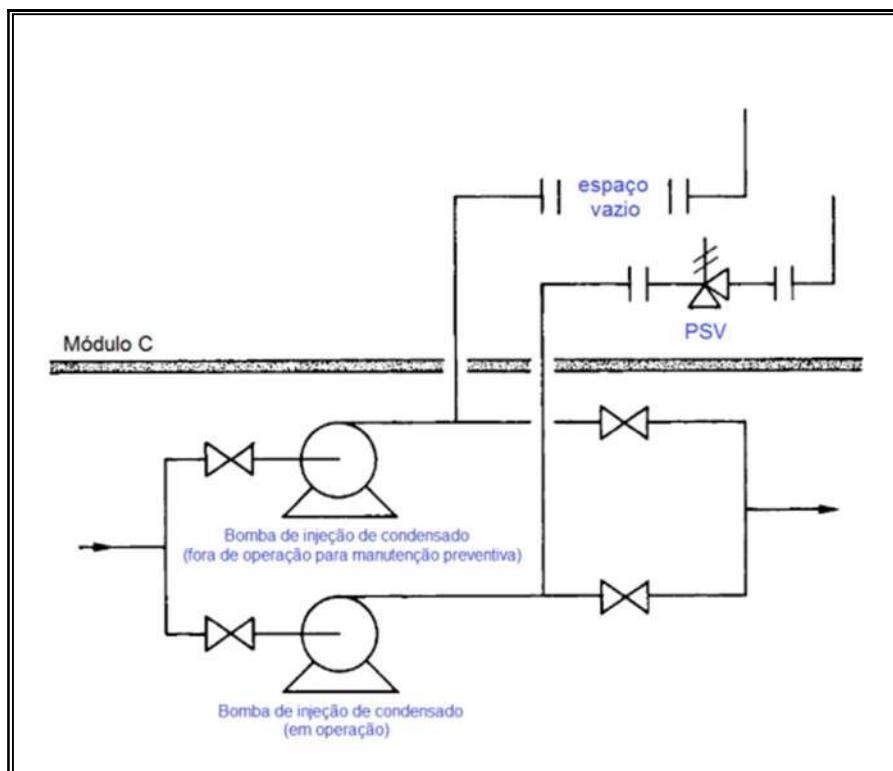 espaço
vazio
PSV
Módulo C
Bomba de injeção de condensado
(fora de operação para manutenção preventiva)
Bomba de injeção de condensado
(em operação)